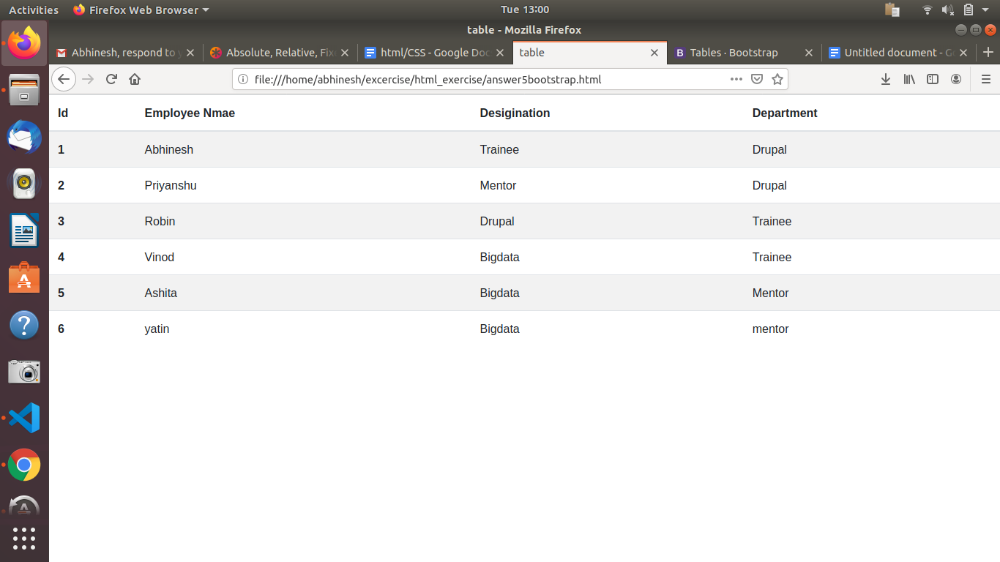 Activities Firefox Web Browser Tue 13:00
table - Mozilla Firefox
Abhinesh, respond to y Absolute, Relative, Fixe html/CSS - Google Doc table B Tables · Bootstrap Untitled document - G
file:///home/abhinesh/excercise/html_exercise/answer5bootstrap.html
Id Employee Nmae Desigination Department
1 Abhinesh Trainee Drupal
2 Priyanshu Mentor Drupal
3 Robin Drupal Trainee
4 Vinod Bigdata Trainee
5 Ashita Bigdata Mentor
6 yatin Bigdata mentor